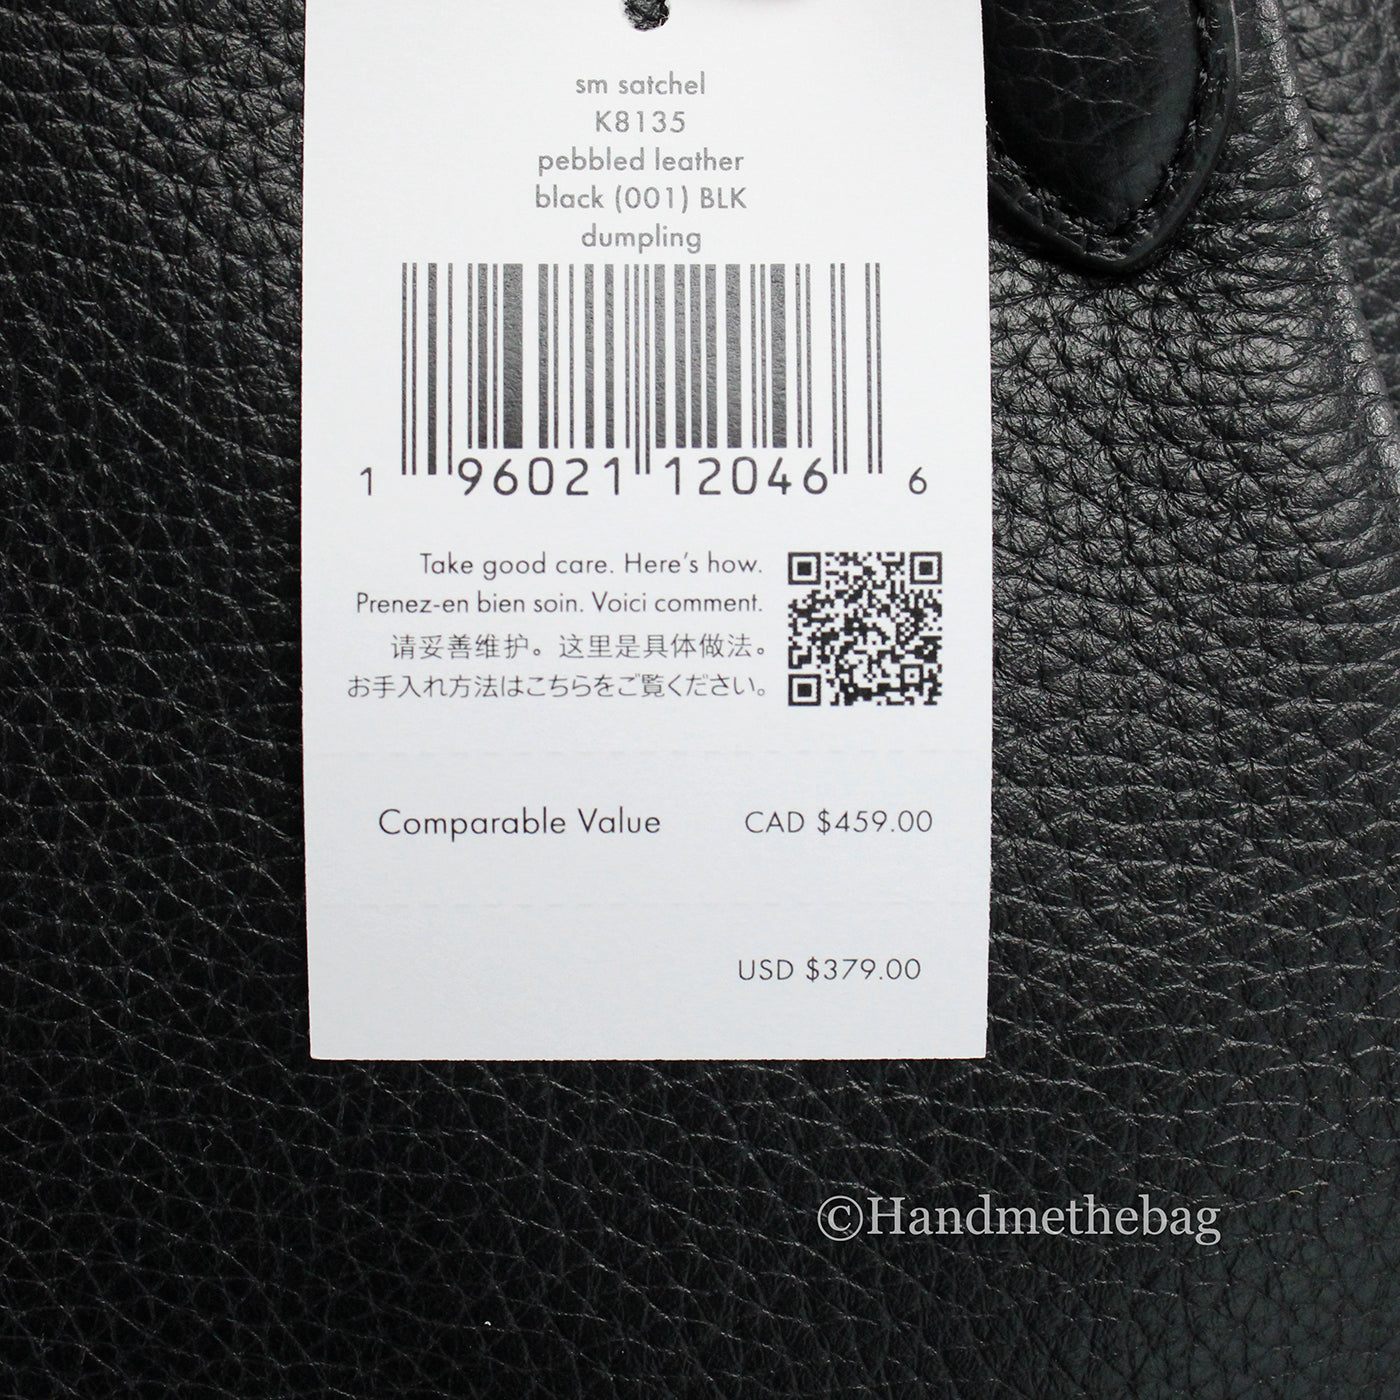 sm satchel
K8135
pebbled leather
black (001) BLK
dumpling
1 96021 12046 6
Take good care. Here's how.
Prenez-en bien soin. Voici comment.
请妥善维护。这里是具体做法。
お手入れ方法はこちらをご覧ください。
Comparable Value CAD $459.00
USD $379.00
©Handmethebag